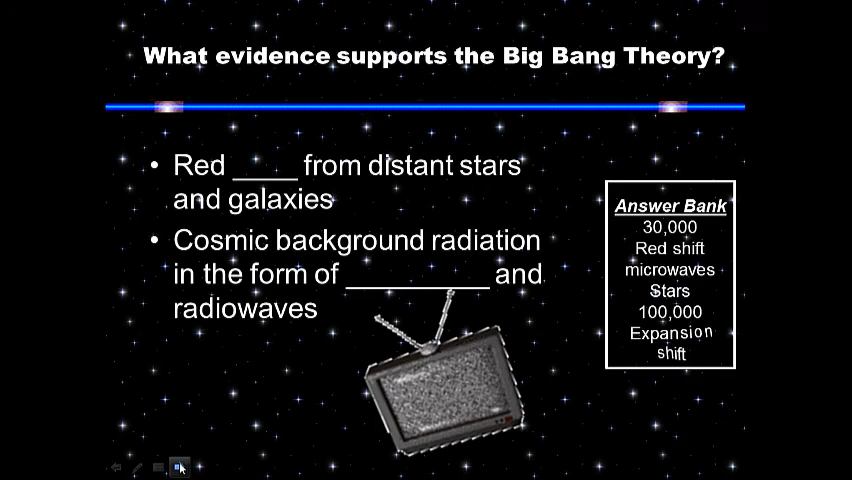 What evidence supports the Big Bang Theory?
• Red ____ from distant stars
and galaxies
• Cosmic background radiation
in the form of _________ and
radiowaves
Answer Bank
30,000
Red shift
microwaves
Stars
100,000
Expansion
shift